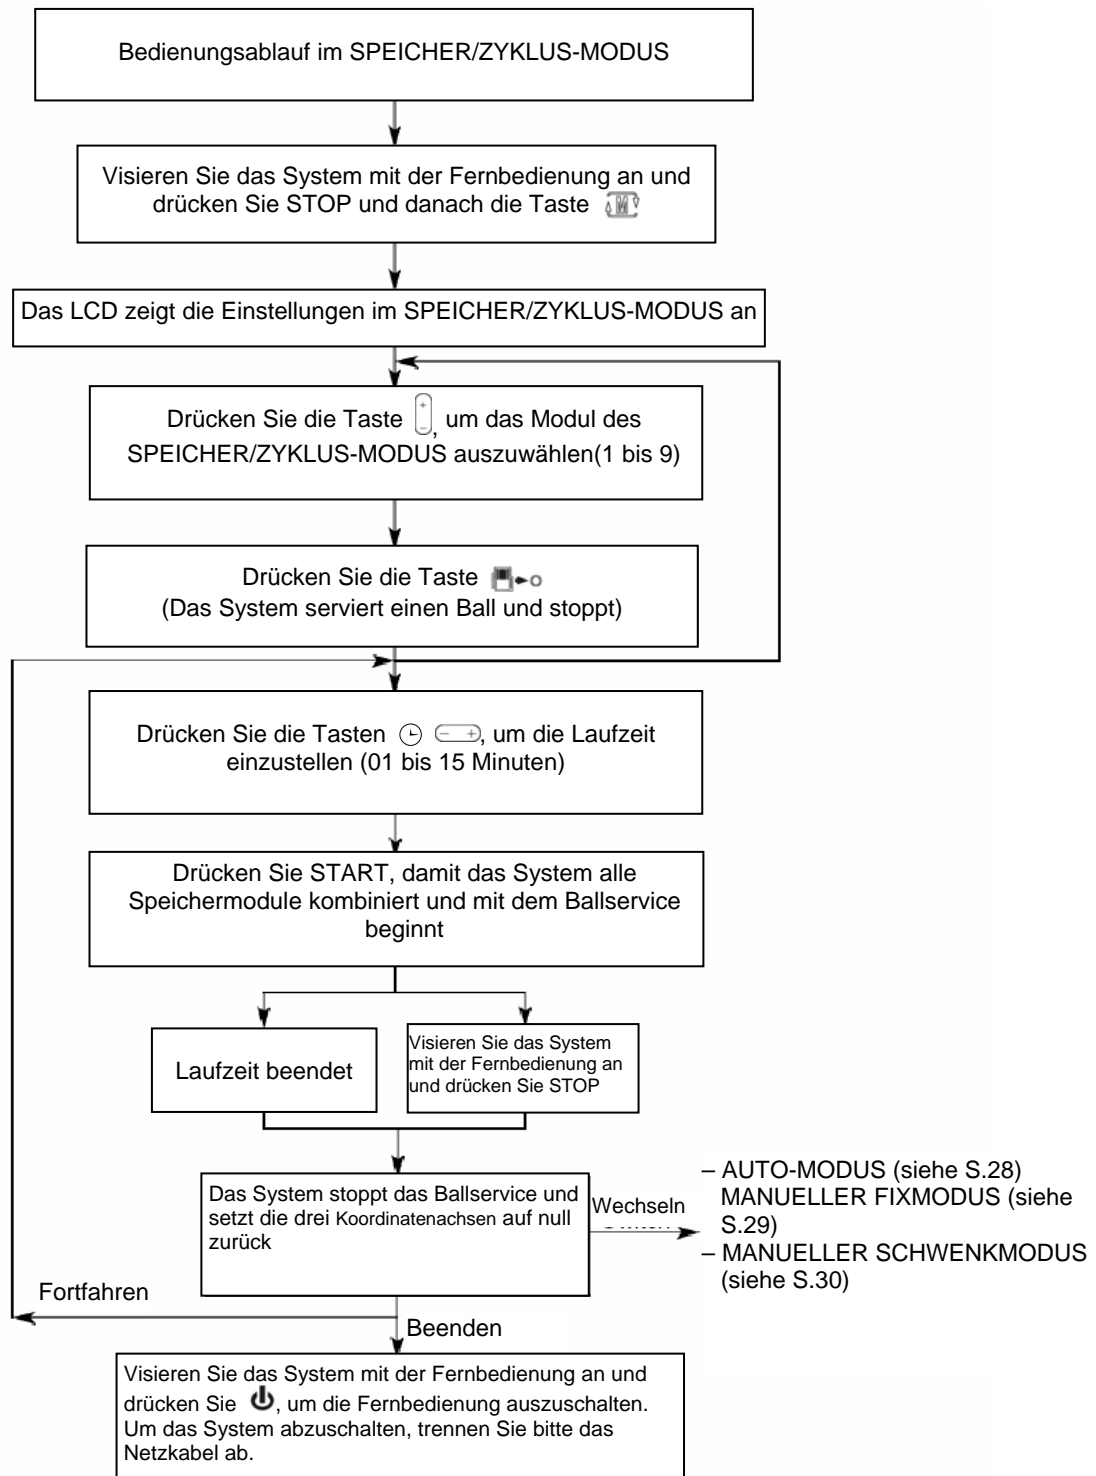 Bedienungsablauf im SPEICHER/ZYKLUS-MODUS
Visieren Sie das System mit der Fernbedienung an und
drücken Sie STOP und danach die Taste
Das LCD zeigt die Einstellungen im SPEICHER/ZYKLUS-MODUS an
Drücken Sie die Taste , um das Modul des
SPEICHER/ZYKLUS-MODUS auszuwählen(1 bis 9)
Drücken Sie die Taste
(Das System serviert einen Ball und stoppt)
Drücken Sie die Tasten , um die Laufzeit
einzustellen (01 bis 15 Minuten)
Drücken Sie START, damit das System alle
Speichermodule kombiniert und mit dem Ballservice
beginnt
Laufzeit beendet
Visieren Sie das System
mit der Fernbedienung an
und drücken Sie STOP
Das System stoppt das Ballservice und
setzt die drei Koordinatenachsen auf null
zurück
Wechseln
– AUTO-MODUS (siehe S.28)
MANUELLER FIXMODUS (siehe
S.29)
– MANUELLER SCHWENKMODUS
(siehe S.30)
Fortfahren
Beenden
Visieren Sie das System mit der Fernbedienung an und
drücken Sie , um die Fernbedienung auszuschalten.
Um das System abzuschalten, trennen Sie bitte das
Netzkabel ab.